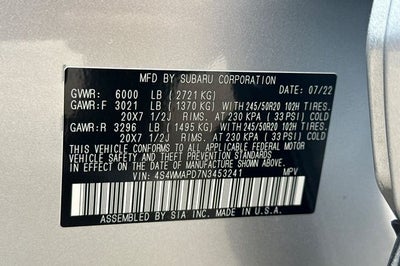 MFD BY SUBARU CORPORATION
GVWR: 6000 LB (2721 KG) DATE: 07/22
GAWR:F 3021 LB (1370 KG) WITH 245/50R20 102H TIRES.
20X7 1/2J RIMS. AT 230 KPA (33 PSI) COLD
GAWR:R 3296 LB (1495 KG) WITH 245/50R20 102H TIRES.
20X7 1/2J RIMS. AT 230 KPA (33 PSI) COLD
THIS VEHICLE CONFORMS TO ALL APPLICABLE FEDERAL
MOTOR VEHICLE SAFETY STANDARDS IN EFFECT ON THE
DATE OF MANUFACTURE SHOWN ABOVE.
VIN: 4S4WMAPD7N3453241 MPV
ASSEMBLED BY SIA INC. MADE IN U.S.A.